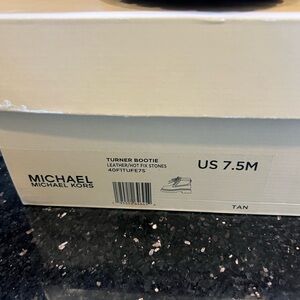 TURNER BOOTIE
LEATHER/HOT FIX STONES
40F1TUFE7S
US 7.5M
MICHAEL
MICHAEL KORS
TAN